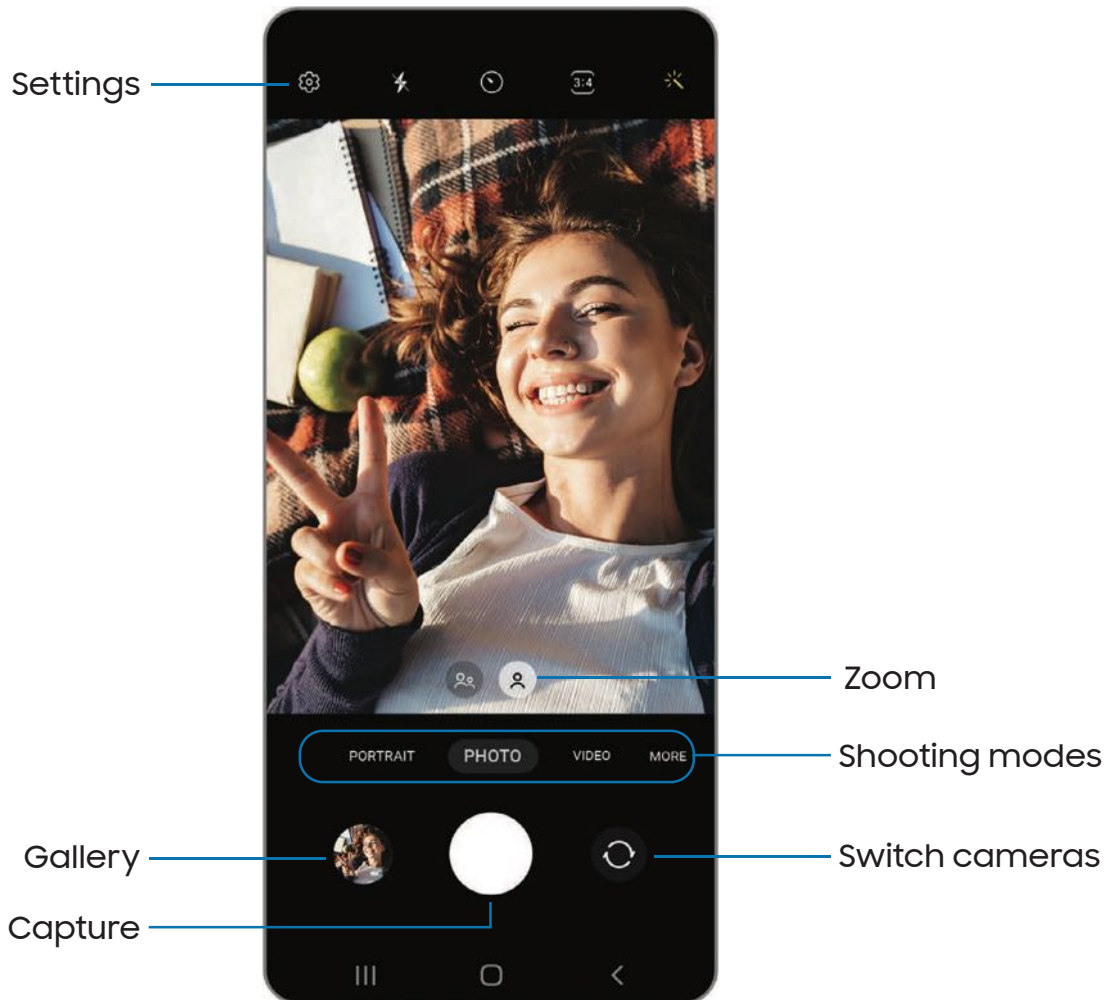 Settings
3:4
Zoom
PORTRAIT PHOTO VIDEO MORE
Shooting modes
Gallery
Switch cameras
Capture